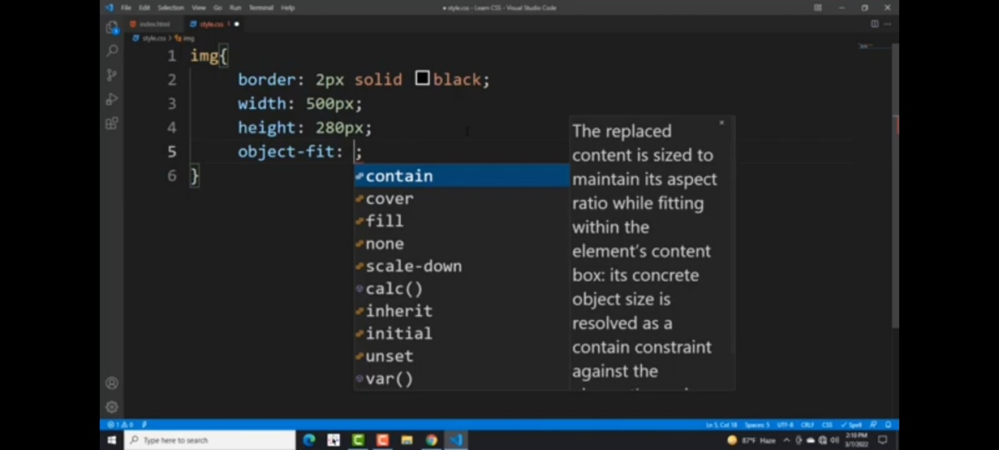 File Edit Selection View Go Run Terminal Help
● style.css - Learn CSS - Visual Studio Code
index.html
style.css 1 ●
style.css > img
1 img{
2 border: 2px solid black;
3 width: 500px;
4 height: 280px;
5 object-fit: ;
6 }
contain
cover
fill
none
scale-down
calc()
inherit
initial
unset
var()
The replaced
content is sized to
maintain its aspect
ratio while fitting
within the
element's content
box: its concrete
object size is
resolved as a
contain constraint
against the
1 0
Ln 5, Col 18 Spaces: 5 UTF-8 CRLF CSS Spell
Type here to search
87°F Haze
2:10 PM
3/7/2022